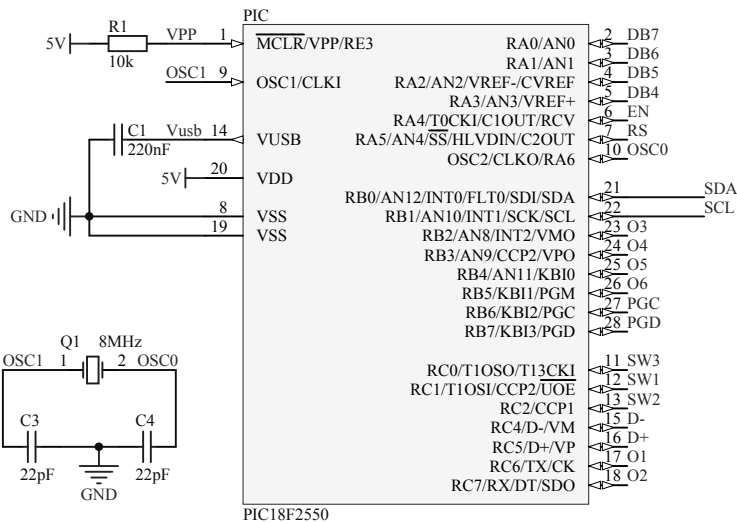 PIC
R1
5V
VPP 1
10k
MCLR/VPP/RE3
OSC1 9
OSC1/CLKI
C1
Vusb 14
220nF
VUSB
5V
20
VDD
GND
8
VSS
19
VSS
RA0/AN0 2 DB7
RA1/AN1 3 DB6
RA2/AN2/VREF-/CVREF 4 DB5
RA3/AN3/VREF+ 5 DB4
RA4/T0CKI/C1OUT/RCV 6 EN
RA5/AN4/SS/HLVDIN/C2OUT 7 RS
OSC2/CLKO/RA6 10 OSC0
RB0/AN12/INT0/FLT0/SDI/SDA 21 SDA
RB1/AN10/INT1/SCK/SCL 22 SCL
RB2/AN8/INT2/VMO 23 O3
RB3/AN9/CCP2/VPO 24 O4
RB4/AN11/KBI0 25 O5
RB5/KBI1/PGM 26 O6
RB6/KBI2/PGC 27 PGC
RB7/KBI3/PGD 28 PGD
RC0/T1OSO/T13CKI 11 SW3
RC1/T1OSI/CCP2/UOE 12 SW1
RC2/CCP1 13 SW2
RC4/D-/VM 15 D-
RC5/D+/VP 16 D+
RC6/TX/CK 17 O1
RC7/RX/DT/SDO 18 O2
Q1 8MHz
OSC1 1 2 OSC0
C3 C4
22pF 22pF
GND
PIC18F2550